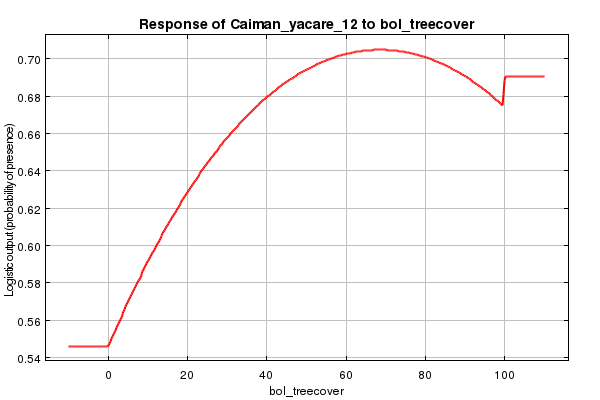 Response of Caiman_yacare_12 to bol_treecover
Logistic output (probability of presence)
0.70
0.68
0.66
0.64
0.62
0.60
0.58
0.56
0.54
0 20 40 60 80 100
bol_treecover